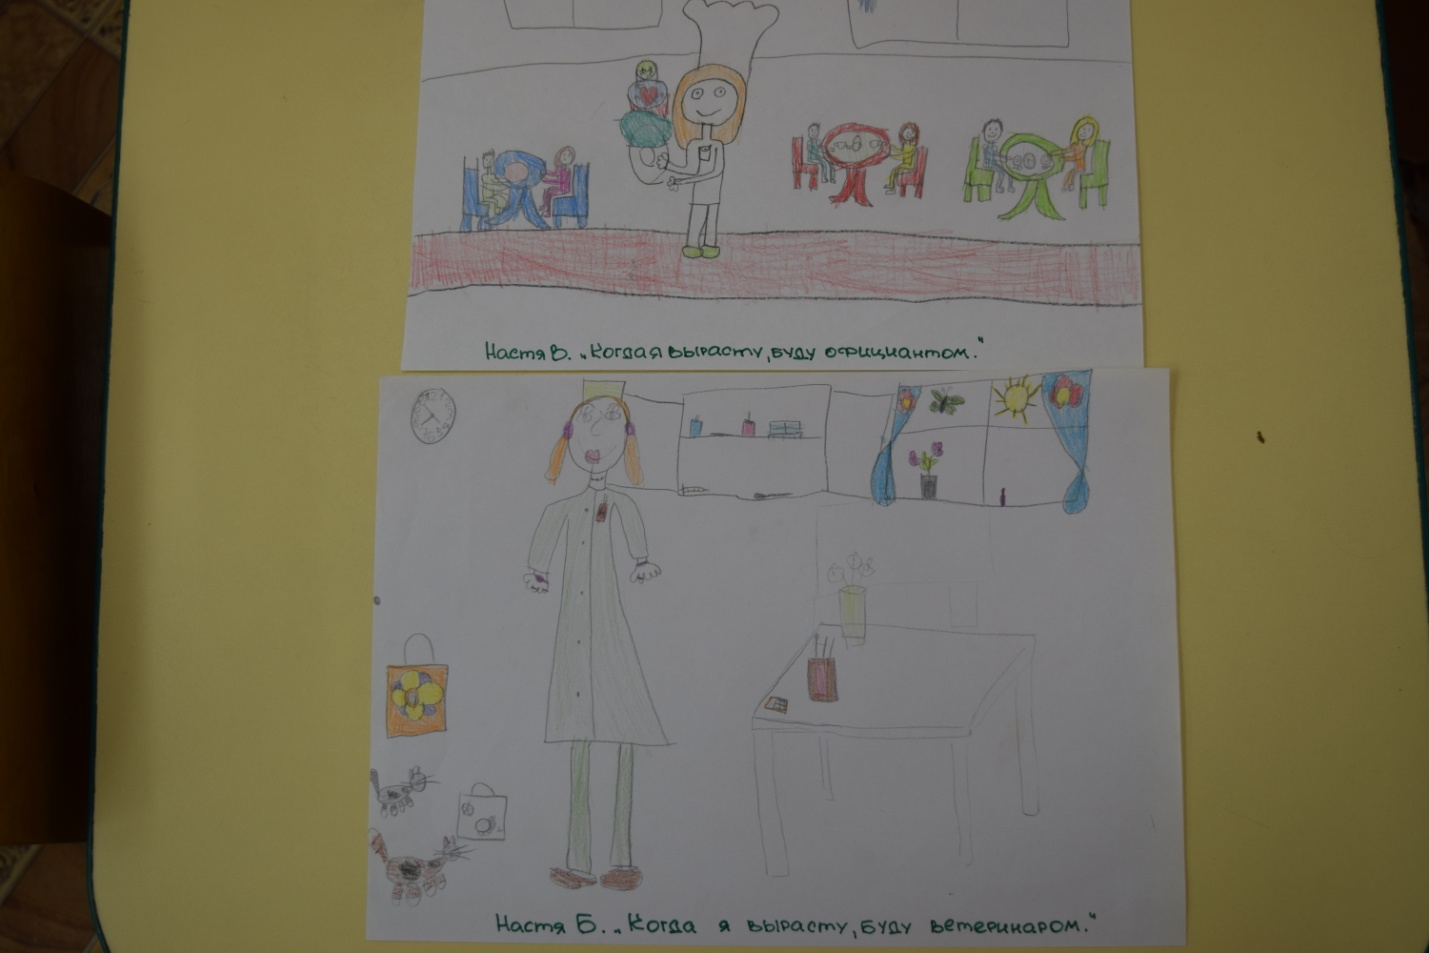 Настя В. „Когда я вырасту, буду официантом."
Настя Б. „Когда я вырасту, буду ветеринаром."